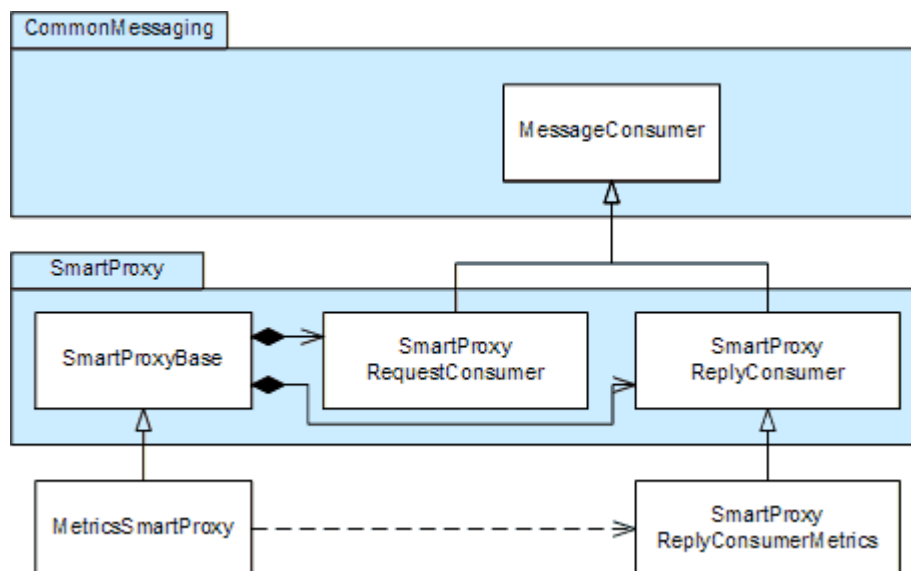 CommonMessaging
MessageConsumer
SmartProxy
SmartProxyBase
SmartProxy
RequestConsumer
SmartProxy
ReplyConsumer
MetricsSmartProxy
SmartProxy
ReplyConsumerMetrics